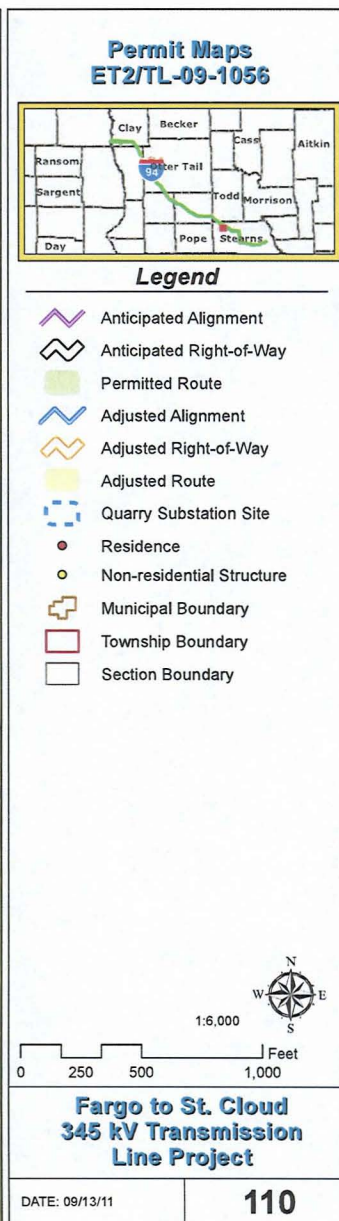 Permit Maps
ET2/TL-09-1056
Clay
Becker
Cass
Aitkin
Ransom
Otter Tail
94
Sargent
Todd
Morrison
Day
Pope
Stearns
Legend
Anticipated Alignment
Anticipated Right-of-Way
Permitted Route
Adjusted Alignment
Adjusted Right-of-Way
Adjusted Route
Quarry Substation Site
Residence
Non-residential Structure
Municipal Boundary
Township Boundary
Section Boundary
N
W E
S
1:6,000
Feet
0 250 500 1,000
Fargo to St. Cloud
345 kV Transmission
Line Project
DATE: 09/13/11 110